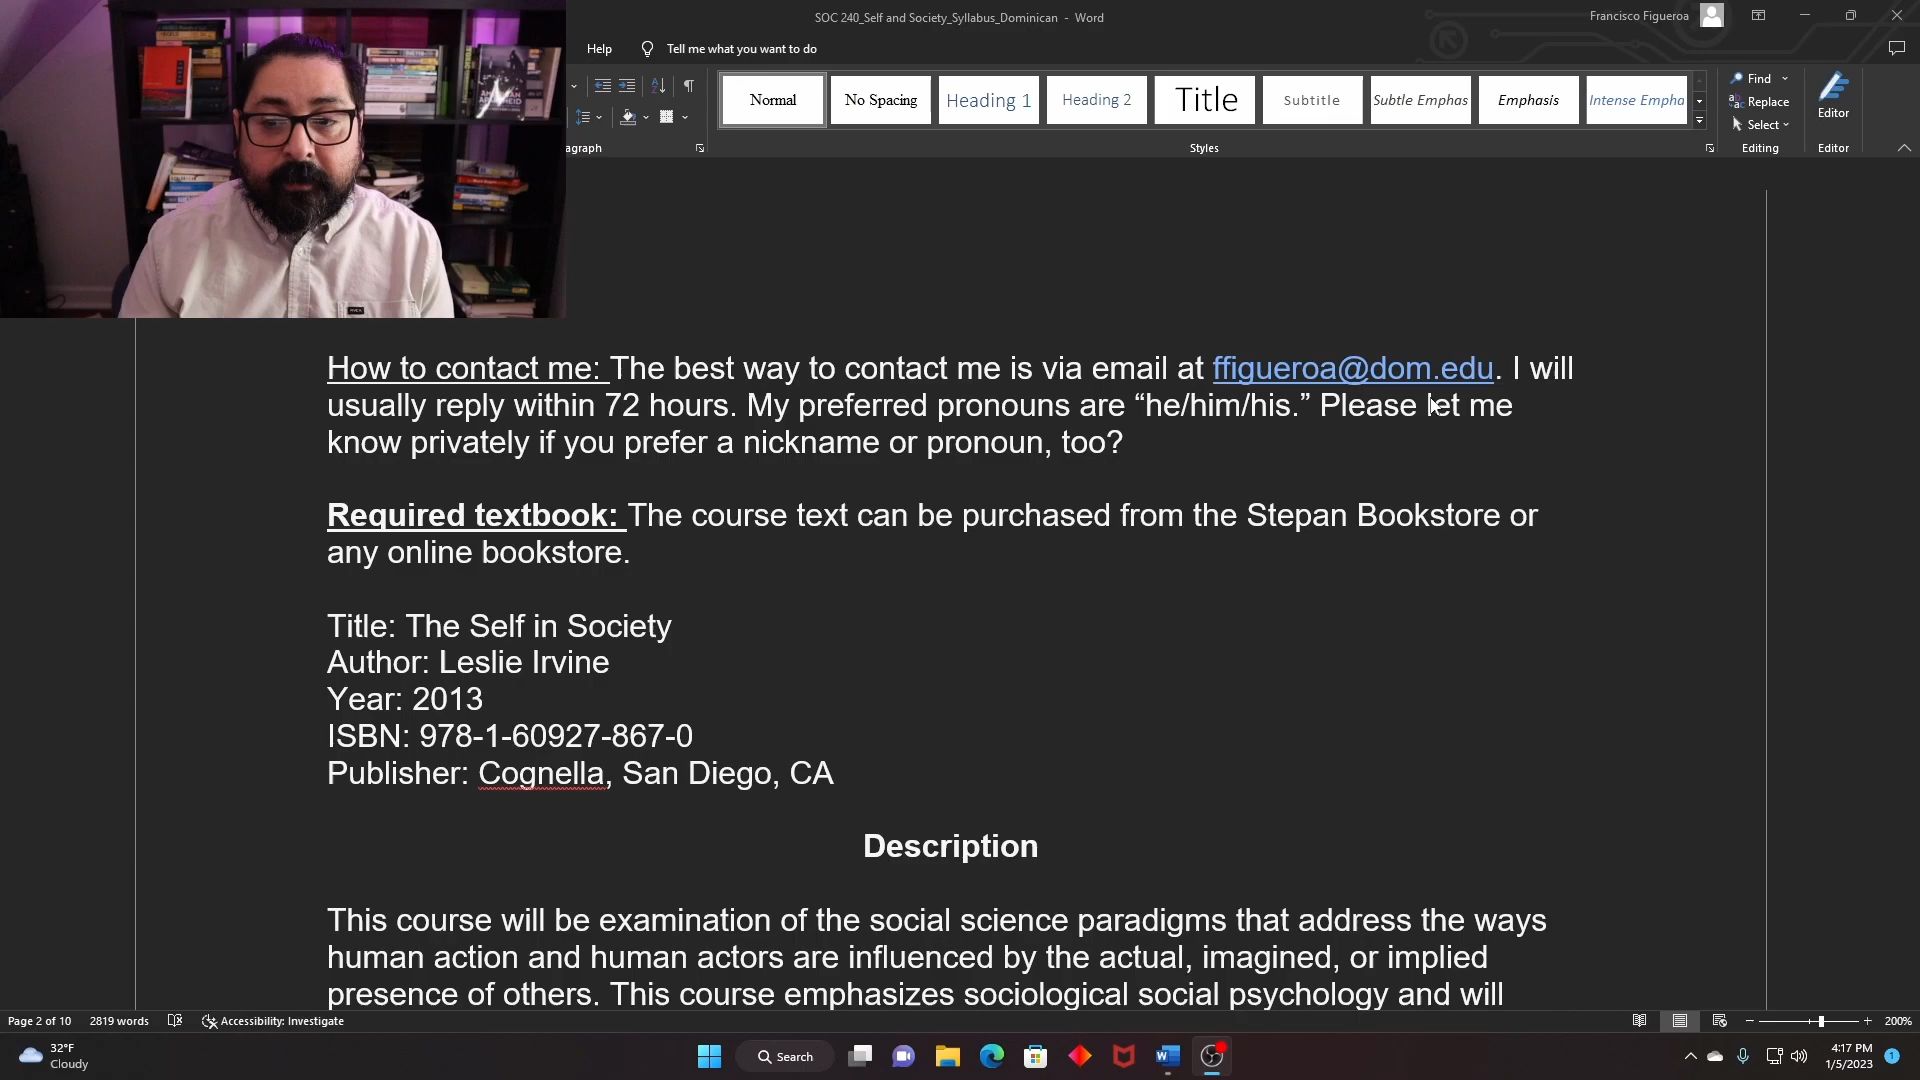 SOC 240_Self and Society_Syllabus_Dominican - Word
Francisco Figueroa
Help
Tell me what you want to do
Normal
No Spacing
Heading 1
Heading 2
Title
Subtitle
Subtle Emphas
Emphasis
Intense Empha
Find
Replace
Select
Editor
agraph
Styles
Editing
Editor
How to contact me: The best way to contact me is via email at ffigueroa@dom.edu. I will
usually reply within 72 hours. My preferred pronouns are “he/him/his.” Please let me
know privately if you prefer a nickname or pronoun, too?
Required textbook: The course text can be purchased from the Stepan Bookstore or
any online bookstore.
Title: The Self in Society
Author: Leslie Irvine
Year: 2013
ISBN: 978-1-60927-867-0
Publisher: Cognella, San Diego, CA
Description
This course will be examination of the social science paradigms that address the ways
human action and human actors are influenced by the actual, imagined, or implied
presence of others. This course emphasizes sociological social psychology and will
Page 2 of 10
2819 words
Accessibility: Investigate
200%
32°F
Cloudy
Search
4:17 PM
1/5/2023
1